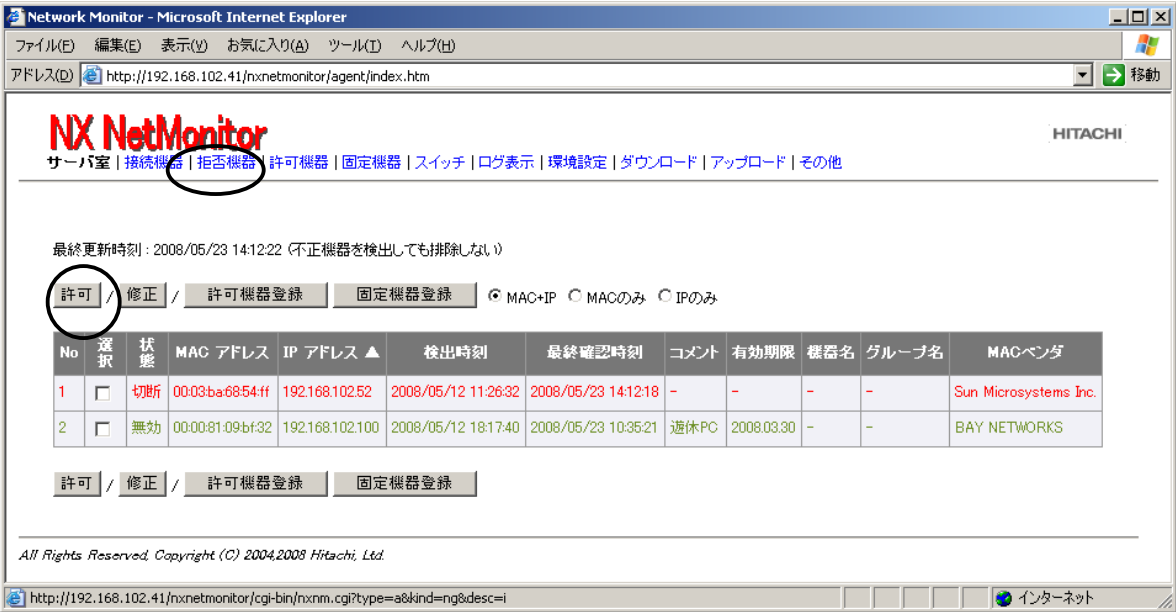 Network Monitor - Microsoft Internet Explorer
ファイル(F) 編集(E) 表示(V) お気に入り(A) ツール(T) ヘルプ(H)
アドレス(D) http://192.168.102.41/nxnetmonitor/agent/index.htm 移動
NX NetMonitor
HITACHI
サーバ室 | 接続機器 | 拒否機器 | 許可機器 | 固定機器 | スイッチ | ログ表示 | 環境設定 | ダウンロード | アップロード | その他
最終更新時刻 : 2008/05/23 14:12:22 (不正機器を検出しても排除しない)
許可 / 修正 / 許可機器登録 固定機器登録 MAC+IP MACのみ IPのみ
No 選択 状態 MAC アドレス IP アドレス ▲ 検出時刻 最終確認時刻 コメント 有効期限 機器名 グループ名 MACベンダ
1 切断 00:03:ba:68:54:ff 192.168.102.52 2008/05/12 11:26:32 2008/05/23 14:12:18 - - - - Sun Microsystems Inc.
2 無効 00:00:81:09:bf:32 192.168.102.100 2008/05/12 18:17:40 2008/05/23 10:35:21 遊休PC 2008.03.30 - - BAY NETWORKS
許可 / 修正 / 許可機器登録 固定機器登録
All Rights Reserved, Copyright (C) 2004,2008 Hitachi, Ltd.
http://192.168.102.41/nxnetmonitor/cgi-bin/nxnm.cgi?type=a&kind=ng&desc=i インターネット